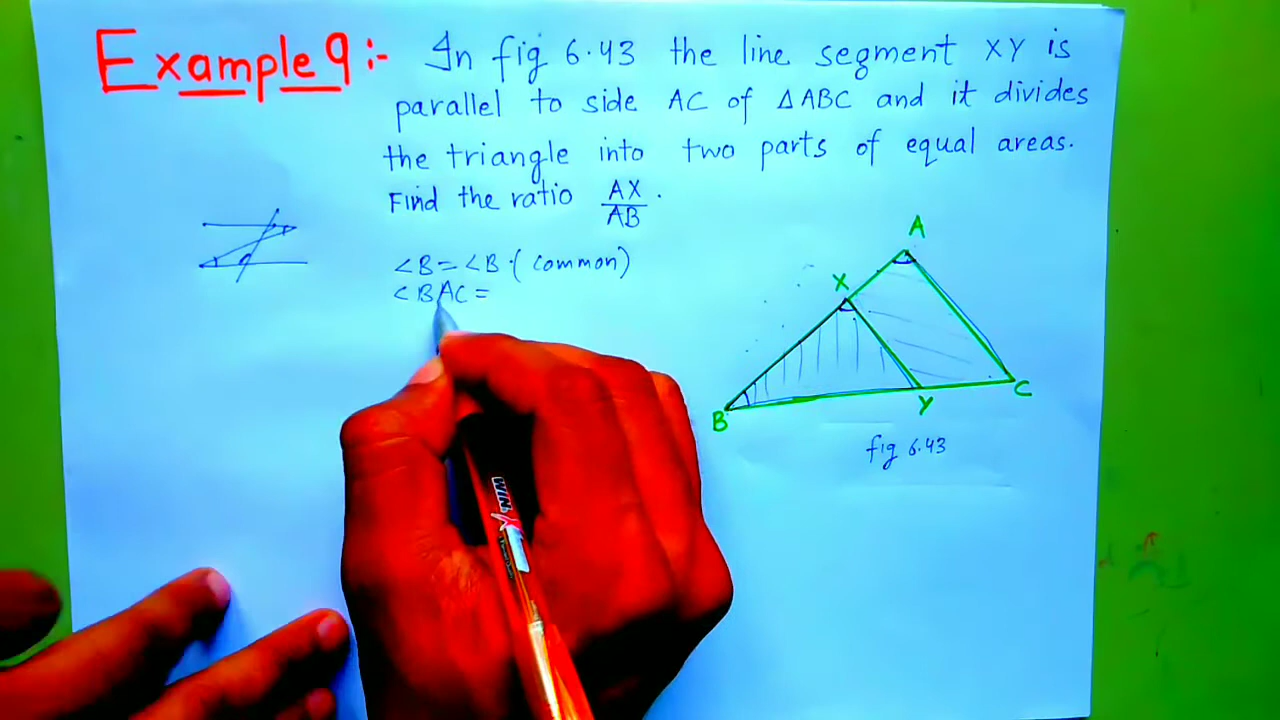 Example 9:- In fig 6.43 the line segment XY is
parallel to side AC of ΔABC and it divides
the triangle into two parts of equal areas.
Find the ratio AX/AB.
∠B = ∠B (common)
∠BAC =
A
X
B
Y
C
fig 6.43
WIN